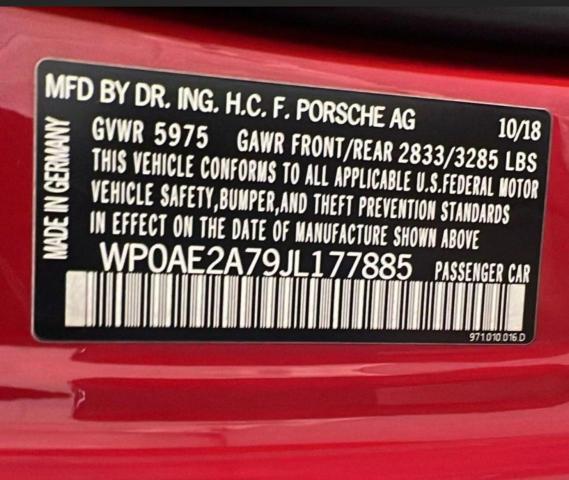 MFD BY DR. ING. H.C. F. PORSCHE AG 10/18
GVWR 5975 GAWR FRONT/REAR 2833/3285 LBS
THIS VEHICLE CONFORMS TO ALL APPLICABLE U.S.FEDERAL MOTOR
VEHICLE SAFETY,BUMPER,AND THEFT PREVENTION STANDARDS
IN EFFECT ON THE DATE OF MANUFACTURE SHOWN ABOVE
WP0AE2A79JL177885 PASSENGER CAR
971.010.016.D
MADE IN GERMANY